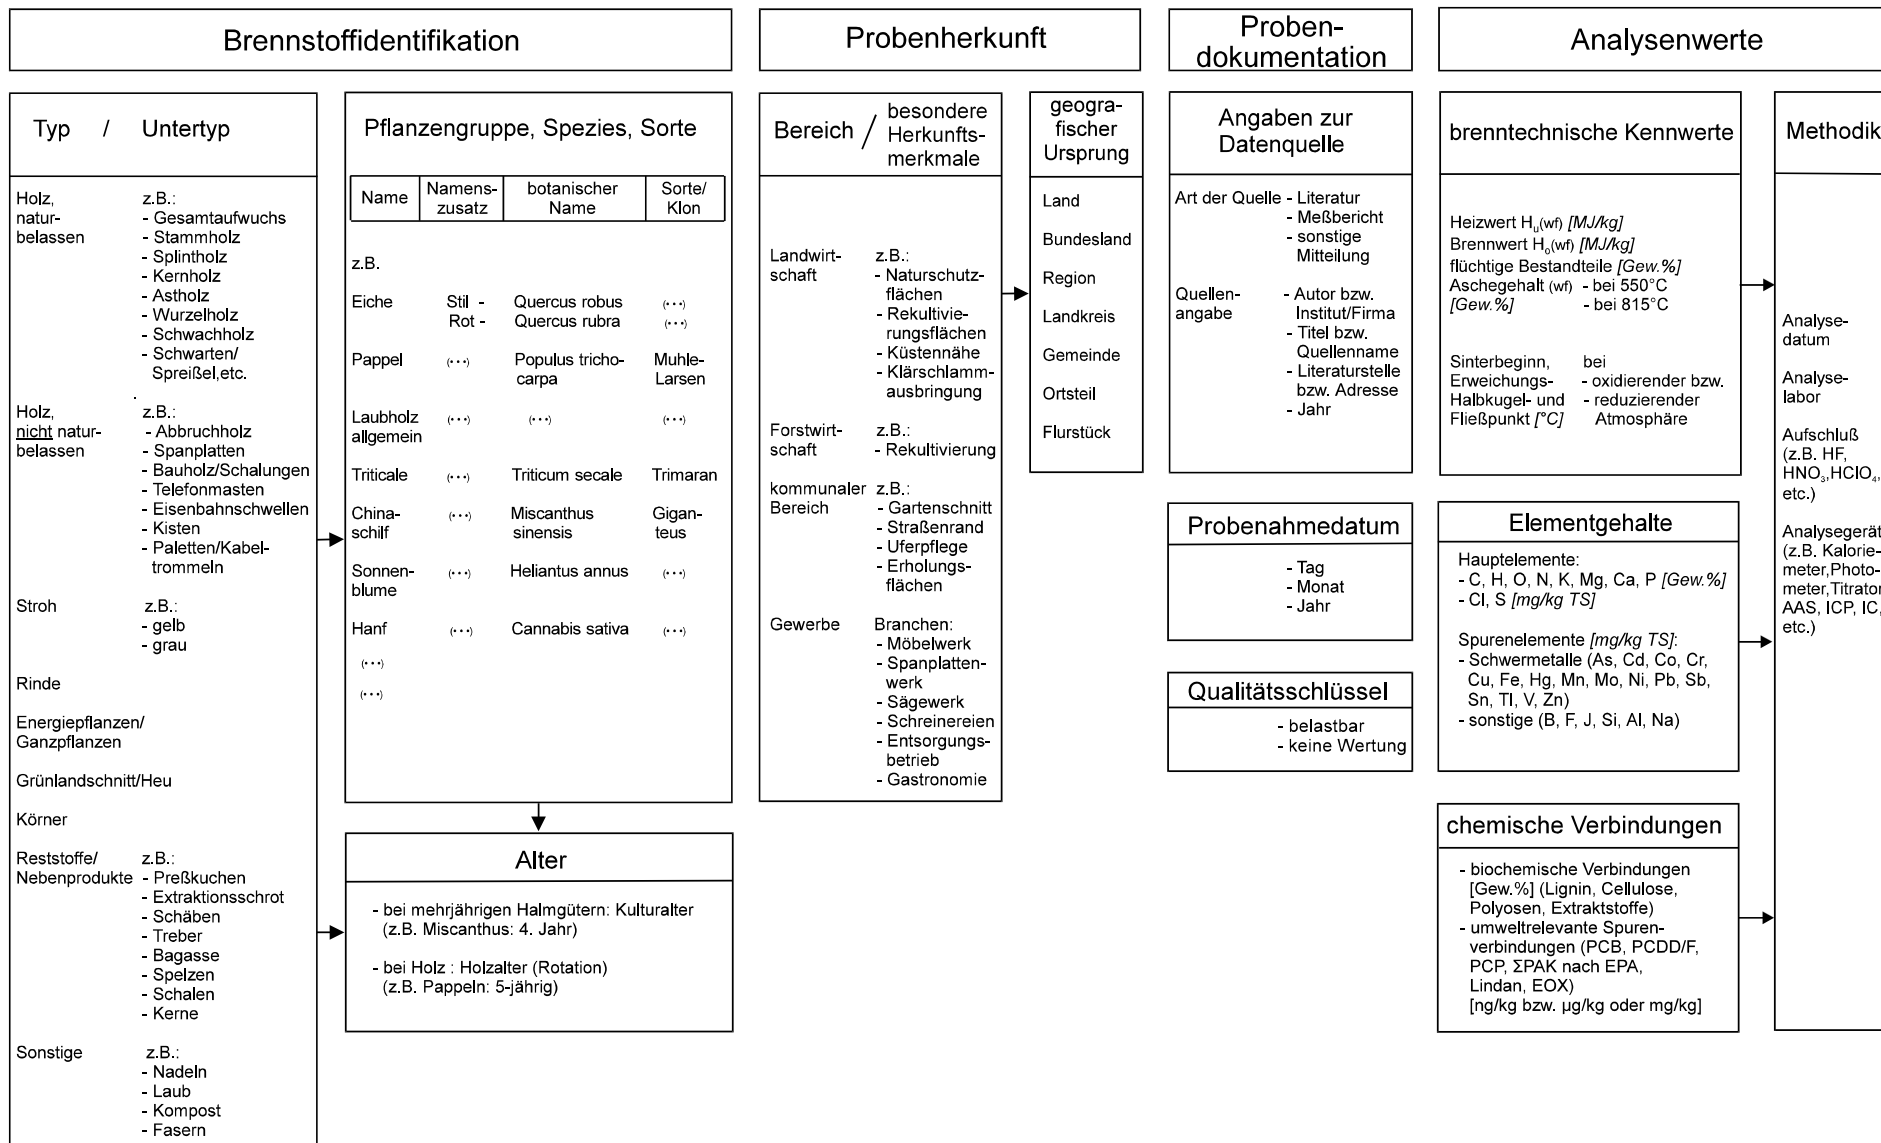 Brennstoffidentifikation
Typ / Untertyp
Holz,
natur-
belassen
z.B.:
- Gesamtaufwuchs
- Stammholz
- Splintholz
- Kernholz
- Astholz
- Wurzelholz
- Schwachholz
- Schwarten/
Spreißel,etc.
Holz,
nicht natur-
belassen
z.B.:
- Abbruchholz
- Spanplatten
- Bauholz/Schalungen
- Telefonmasten
- Eisenbahnschwellen
- Kisten
- Paletten/Kabel-
trommeln
Stroh
z.B.:
- gelb
- grau
Rinde
Energiepflanzen/
Ganzpflanzen
Grünlandschnitt/Heu
Körner
Reststoffe/
Nebenprodukte
z.B.:
- Preßkuchen
- Extraktionsschrot
- Schäben
- Treber
- Bagasse
- Spelzen
- Schalen
- Kerne
Sonstige
z.B.:
- Nadeln
- Laub
- Kompost
- Fasern
Pflanzengruppe, Spezies, Sorte
Name
Namens-
zusatz
botanischer
Name
Sorte/
Klon
z.B.
Eiche Stil - Quercus robus (···)
Rot - Quercus rubra (···)
Pappel (···) Populus tricho- Muhle-
carpa Larsen
Laubholz (···) (···) (···)
allgemein
Triticale (···) Triticum secale Trimaran
China- (···) Miscanthus Gigan-
schilf sinensis teus
Sonnen- (···) Heliantus annus (···)
blume
Hanf (···) Cannabis sativa (···)
(···)
(···)
Alter
- bei mehrjährigen Halmgütern: Kulturalter
(z.B. Miscanthus: 4. Jahr)
- bei Holz : Holzalter (Rotation)
(z.B. Pappeln: 5-jährig)
Probenherkunft
Bereich / besondere
Herkunfts-
merkmale
Landwirt-
schaft
z.B.:
- Naturschutz-
flächen
- Rekultivie-
rungsflächen
- Küstennähe
- Klärschlamm-
ausbringung
Forstwirt-
schaft
z.B.:
- Rekultivierung
kommunaler
Bereich
z.B.:
- Gartenschnitt
- Straßenrand
- Uferpflege
- Erholungs-
flächen
Gewerbe
Branchen:
- Möbelwerk
- Spanplatten-
werk
- Sägewerk
- Schreinereien
- Entsorgungs-
betrieb
- Gastronomie
geogra-
fischer
Ursprung
Land
Bundesland
Region
Landkreis
Gemeinde
Ortsteil
Flurstück
Proben-
dokumentation
Angaben zur
Datenquelle
Art der Quelle - Literatur
- Meßbericht
- sonstige
Mitteilung
Quellen-
angabe
- Autor bzw.
Institut/Firma
- Titel bzw.
Quellenname
- Literaturstelle
bzw. Adresse
- Jahr
Probenahmedatum
- Tag
- Monat
- Jahr
Qualitätsschlüssel
- belastbar
- keine Wertung
Analysenwerte
brenntechnische Kennwerte
Heizwert Hu(wf) [MJ/kg]
Brennwert Ho(wf) [MJ/kg]
flüchtige Bestandteile [Gew.%]
Aschegehalt (wf) - bei 550°C
[Gew.%] - bei 815°C
Sinterbeginn, bei
Erweichungs- - oxidierender bzw.
Halbkugel- und - reduzierender
Fließpunkt [°C] Atmosphäre
Elementgehalte
Hauptelemente:
- C, H, O, N, K, Mg, Ca, P [Gew.%]
- Cl, S [mg/kg TS]
Spurenelemente [mg/kg TS]:
- Schwermetalle (As, Cd, Co, Cr,
Cu, Fe, Hg, Mn, Mo, Ni, Pb, Sb,
Sn, Tl, V, Zn)
- sonstige (B, F, J, Si, Al, Na)
chemische Verbindungen
- biochemische Verbindungen
[Gew.%] (Lignin, Cellulose,
Polyosen, Extraktstoffe)
- umweltrelevante Spuren-
verbindungen (PCB, PCDD/F,
PCP, ΣPAK nach EPA,
Lindan, EOX)
[ng/kg bzw. µg/kg oder mg/kg]
Methodik
Analyse-
datum
Analyse-
labor
Aufschluß
(z.B. HF,
HNO₃,HClO₄,
etc.)
Analysegerät
(z.B. Kalorie-
meter,Photo-
meter,Titrator
AAS, ICP, IC,
etc.)